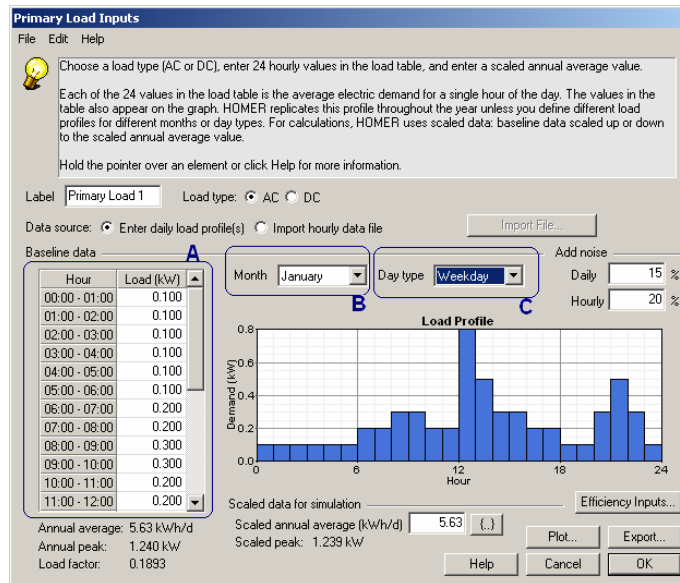 Primary Load Inputs
File Edit Help
Choose a load type (AC or DC), enter 24 hourly values in the load table, and enter a scaled annual average value.
Each of the 24 values in the load table is the average electric demand for a single hour of the day. The values in the
table also appear on the graph. HOMER replicates this profile throughout the year unless you define different load
profiles for different months or day types. For calculations, HOMER uses scaled data: baseline data scaled up or down
to the scaled annual average value.
Hold the pointer over an element or click Help for more information.
Label Primary Load 1 Load type: AC DC
Data source: Enter daily load profile(s) Import hourly data file Import File...
Baseline data A Add noise
Month January B
Day type Weekday C
Daily 15 %
Hourly 20 %
Hour Load (kW)
00:00 - 01:00 0.100
01:00 - 02:00 0.100
02:00 - 03:00 0.100
03:00 - 04:00 0.100
04:00 - 05:00 0.100
05:00 - 06:00 0.100
06:00 - 07:00 0.200
07:00 - 08:00 0.200
08:00 - 09:00 0.300
09:00 - 10:00 0.300
10:00 - 11:00 0.200
11:00 - 12:00 0.200
Load Profile
Demand (kW)
0.8
0.6
0.4
0.2
0.0
0 6 12 18 24
Hour
Annual average: 5.63 kWh/d
Annual peak: 1.240 kW
Load factor: 0.1893
Scaled data for simulation
Scaled annual average (kWh/d) 5.63 {..}
Scaled peak: 1.239 kW
Efficiency Inputs...
Plot... Export...
Help Cancel OK